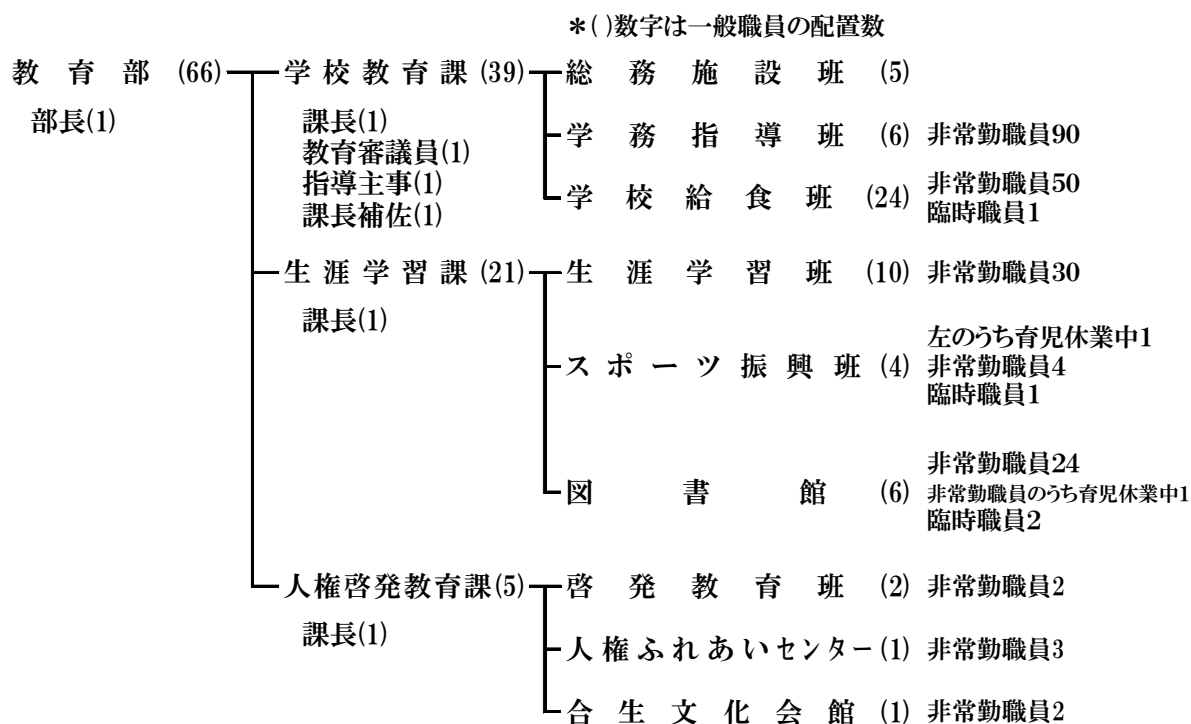 ＊( )数字は一般職員の配置数
教育部(66) 学校教育課(39) 総務施設班(5)
部長(1)
課長(1)
教育審議員(1)
指導主事(1)
課長補佐(1)
学務指導班(6) 非常勤職員90
学校給食班(24) 非常勤職員50
臨時職員1
生涯学習課(21) 生涯学習班(10) 非常勤職員30
課長(1)
スポーツ振興班(4) 左のうち育児休業中1
非常勤職員4
臨時職員1
図書館(6) 非常勤職員24
非常勤職員のうち育児休業中1
臨時職員2
人権啓発教育課(5) 啓発教育班(2) 非常勤職員2
課長(1)
人権ふれあいセンター(1) 非常勤職員3
合生文化会館(1) 非常勤職員2